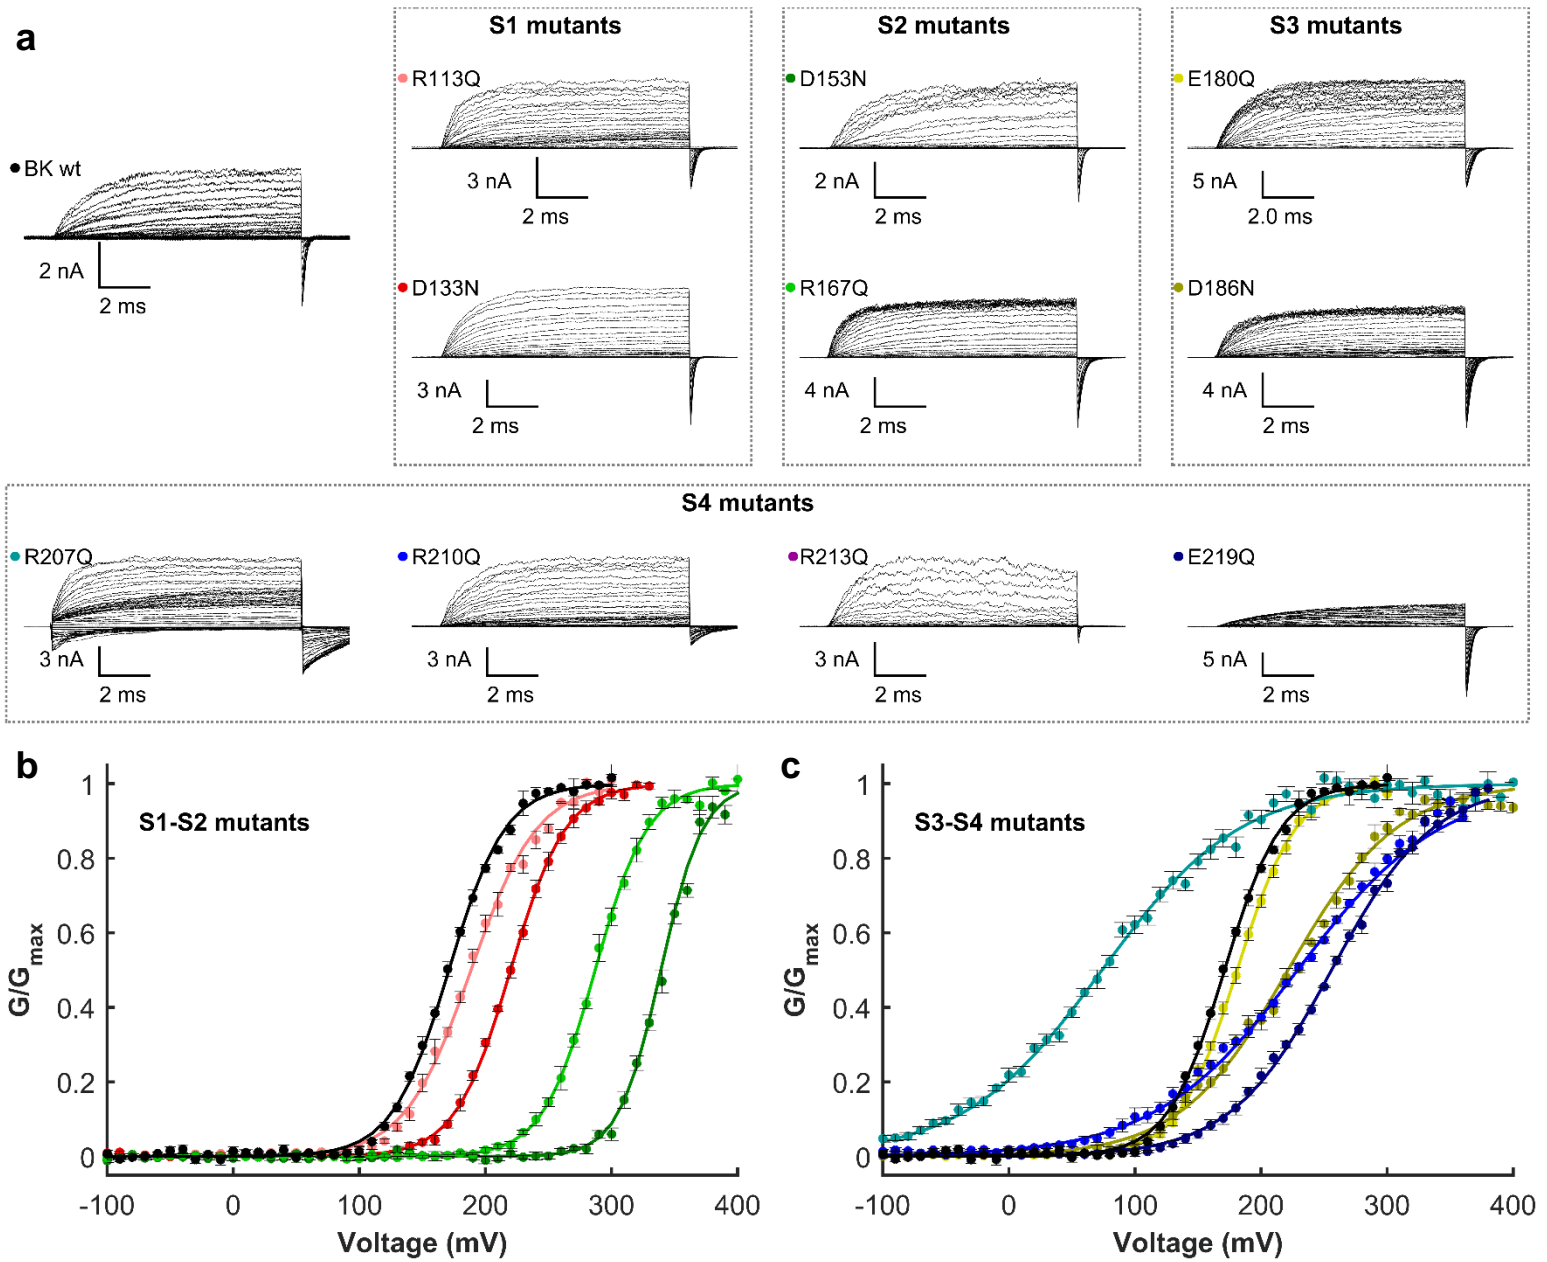 a
S1 mutants
S2 mutants
S3 mutants
BK wt
2 nA
2 ms
R113Q
3 nA
2 ms
D153N
2 nA
2 ms
E180Q
5 nA
2.0 ms
D133N
3 nA
2 ms
R167Q
4 nA
2 ms
D186N
4 nA
2 ms
S4 mutants
R207Q
3 nA
2 ms
R210Q
3 nA
2 ms
R213Q
3 nA
2 ms
E219Q
5 nA
2 ms
b
S1-S2 mutants
G/Gmax
1
0.8
0.6
0.4
0.2
0
-100 0 100 200 300 400
Voltage (mV)
c
S3-S4 mutants
G/Gmax
1
0.8
0.6
0.4
0.2
0
-100 0 100 200 300 400
Voltage (mV)